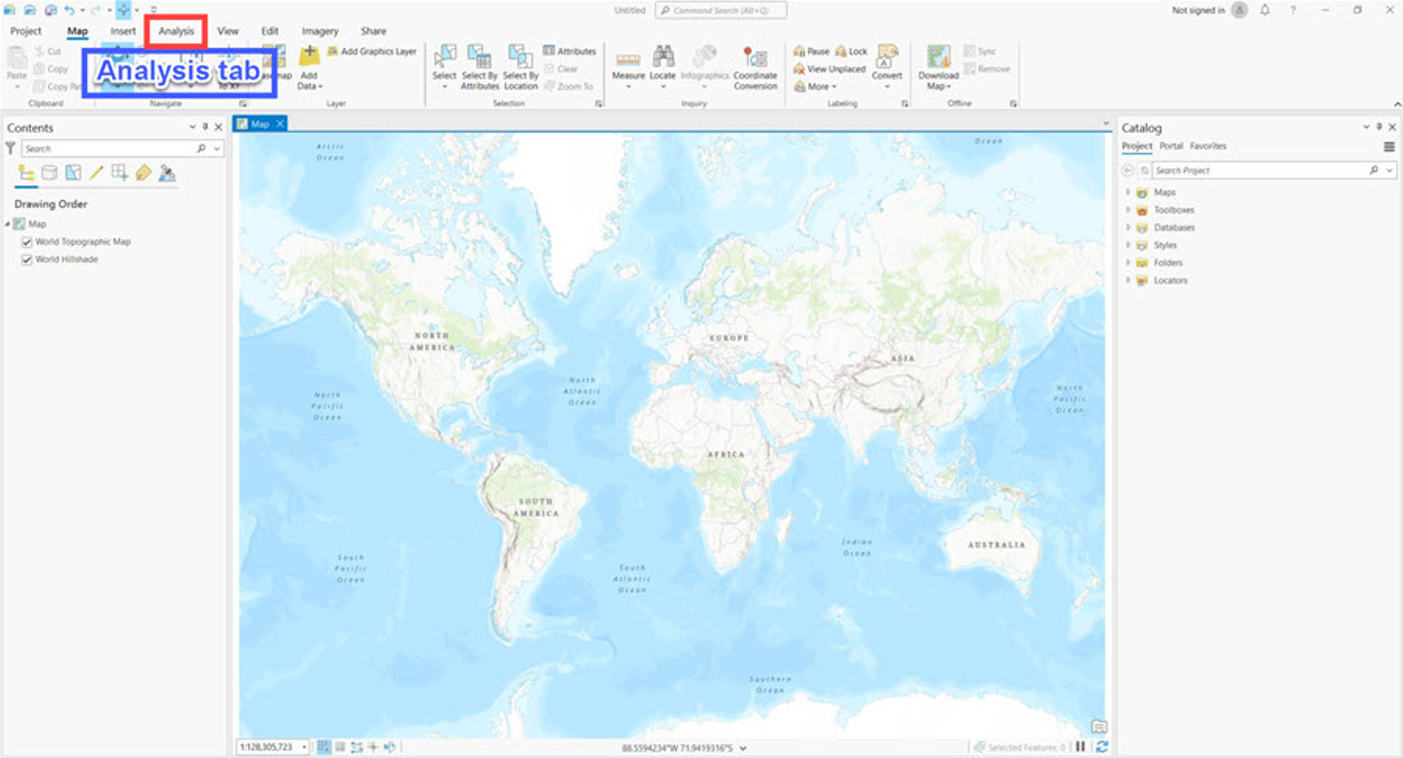 Untitled
Command Search (Alt+Q)
Not signed in
?
Project Map Insert Analysis View Edit Imagery Share
Analysis tab
Paste
Cut
Copy
Clipboard
To XY
Navigate
Add
Data
Add Graphics Layer
Layer
Select
Select By
Attributes
Select By
Location
Attributes
Clear
Zoom To
Selection
Measure
Locate
Infographics
Coordinate
Conversion
Inquiry
Pause Lock
View Unplaced
More
Convert
Labeling
Download
Map
Sync
Remove
Offline
Contents
Search
Drawing Order
Map
World Topographic Map
World Hillshade
Map
Arctic
Ocean
Ocean
NORTH
AMERICA
EUROPE
ASIA
North
Pacific
Ocean
North
Atlantic
Ocean
North
Pacific
Ocean
AFRICA
SOUTH
AMERICA
Indian
Ocean
AUSTRALIA
South
Pacific
Ocean
South
Atlantic
Ocean
Southern
Ocean
1:128,305,723
88.5594234°W 71.9419316°S
Selected Features: 0
Catalog
Project Portal Favorites
Search Project
Maps
Toolboxes
Databases
Styles
Folders
Locators